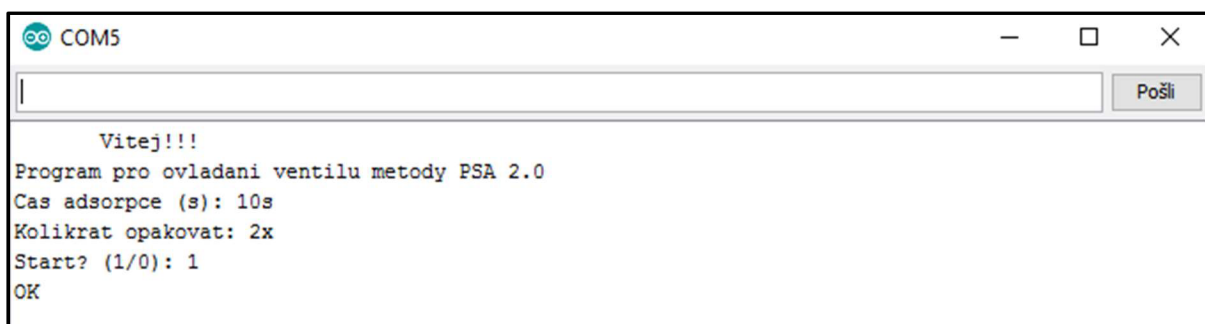 COM5
Pošli
Vitej!!!
Program pro ovladani ventilu metody PSA 2.0
Cas adsorpce (s): 10s
Kolikrat opakovat: 2x
Start? (1/0): 1
OK